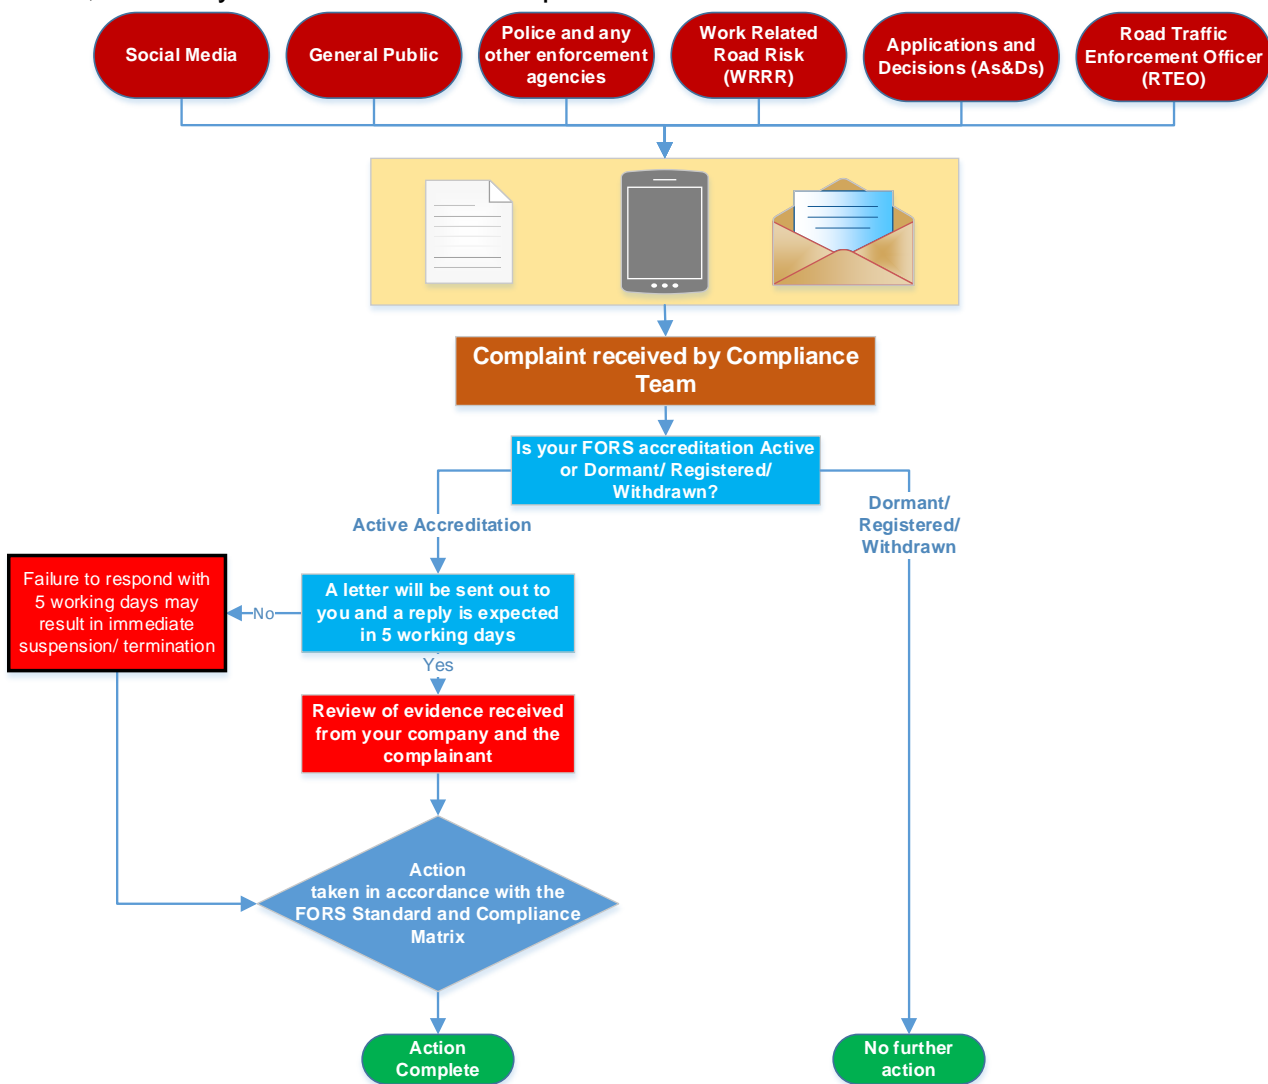 Social Media
General Public
Police and any
other enforcement
agencies
Work Related
Road Risk
(WRRR)
Applications and
Decisions (As&Ds)
Road Traffic
Enforcement Officer
(RTEO)
Complaint received by Compliance
Team
Is your FORS accreditation Active
or Dormant/ Registered/
Withdrawn?
Active Accreditation
Dormant/
Registered/
Withdrawn
Failure to respond with
5 working days may
result in immediate
suspension/ termination
No
A letter will be sent out to
you and a reply is expected
in 5 working days
Yes
Review of evidence received
from your company and the
complainant
Action
taken in accordance with the
FORS Standard and Compliance
Matrix
Action
Complete
No further
action